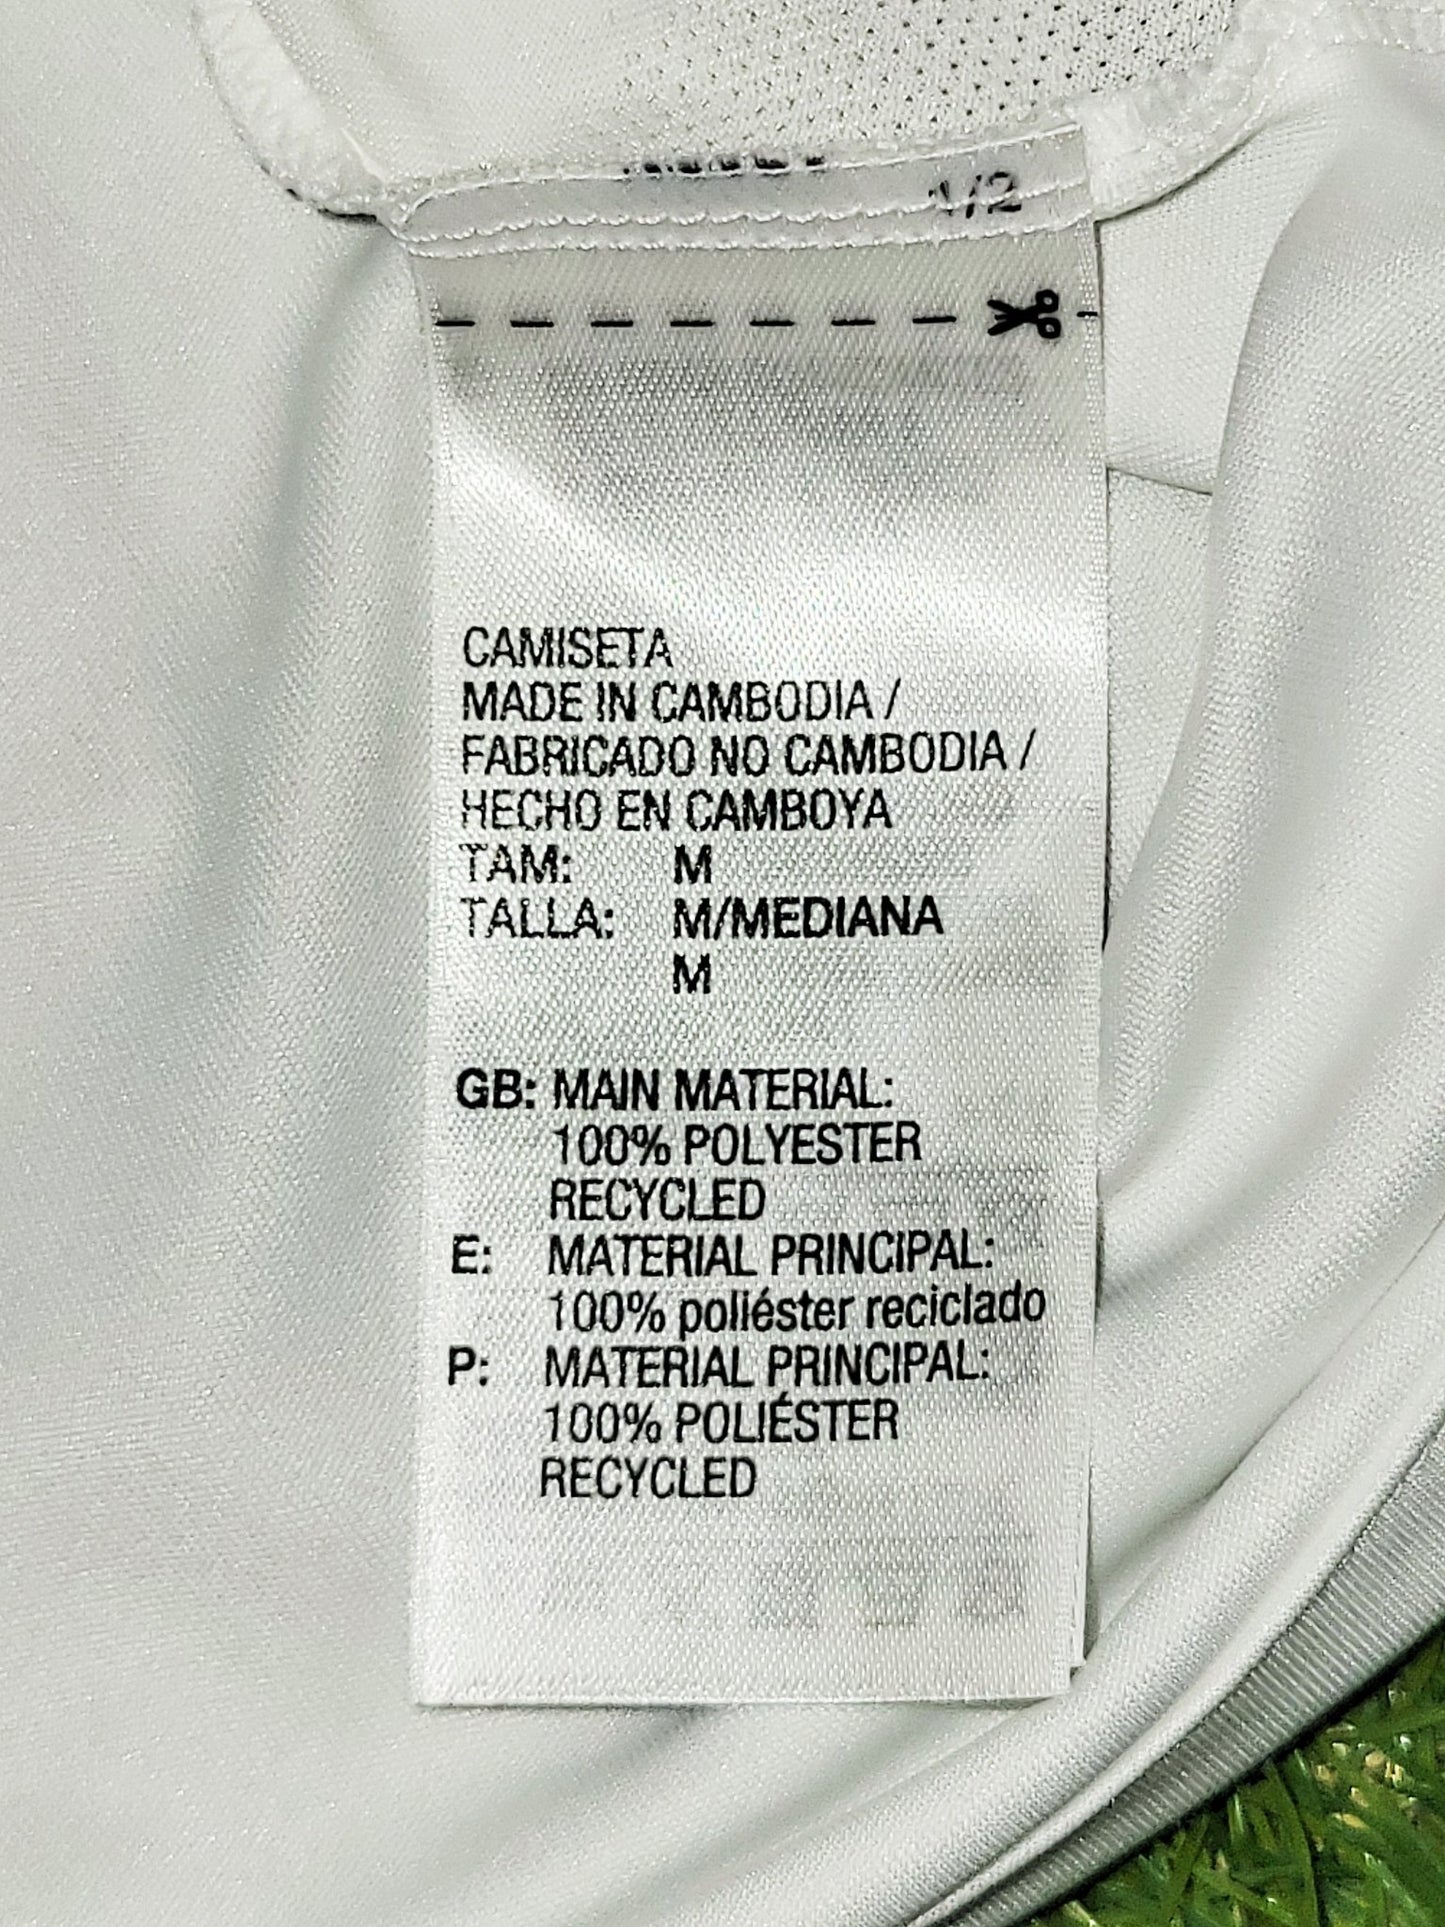 1/2
CAMISETA
MADE IN CAMBODIA /
FABRICADO NO CAMBODIA /
HECHO EN CAMBOYA
TAM: M
TALLA: M/MEDIANA
M
GB: MAIN MATERIAL:
100% POLYESTER
RECYCLED
E: MATERIAL PRINCIPAL:
100% poliéster reciclado
P: MATERIAL PRINCIPAL:
100% POLIÉSTER
RECYCLED